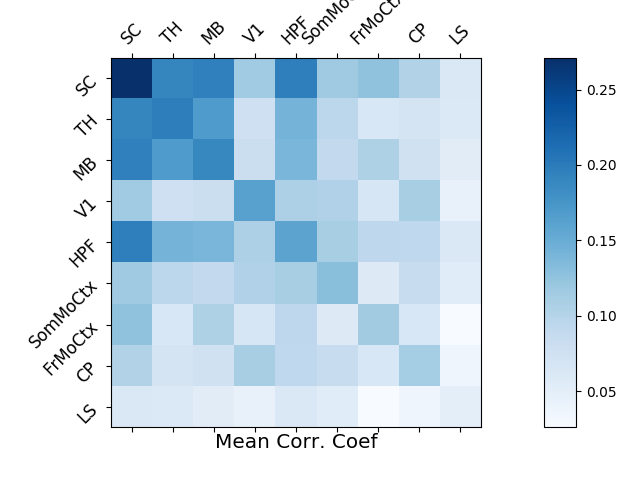 SC TH MB V1 HPF SomMoCtx FrMoCtx CP LS
SC
TH
MB
V1
HPF
SomMoCtx
FrMoCtx
CP
LS
Mean Corr. Coef
0.25
0.20
0.15
0.10
0.05